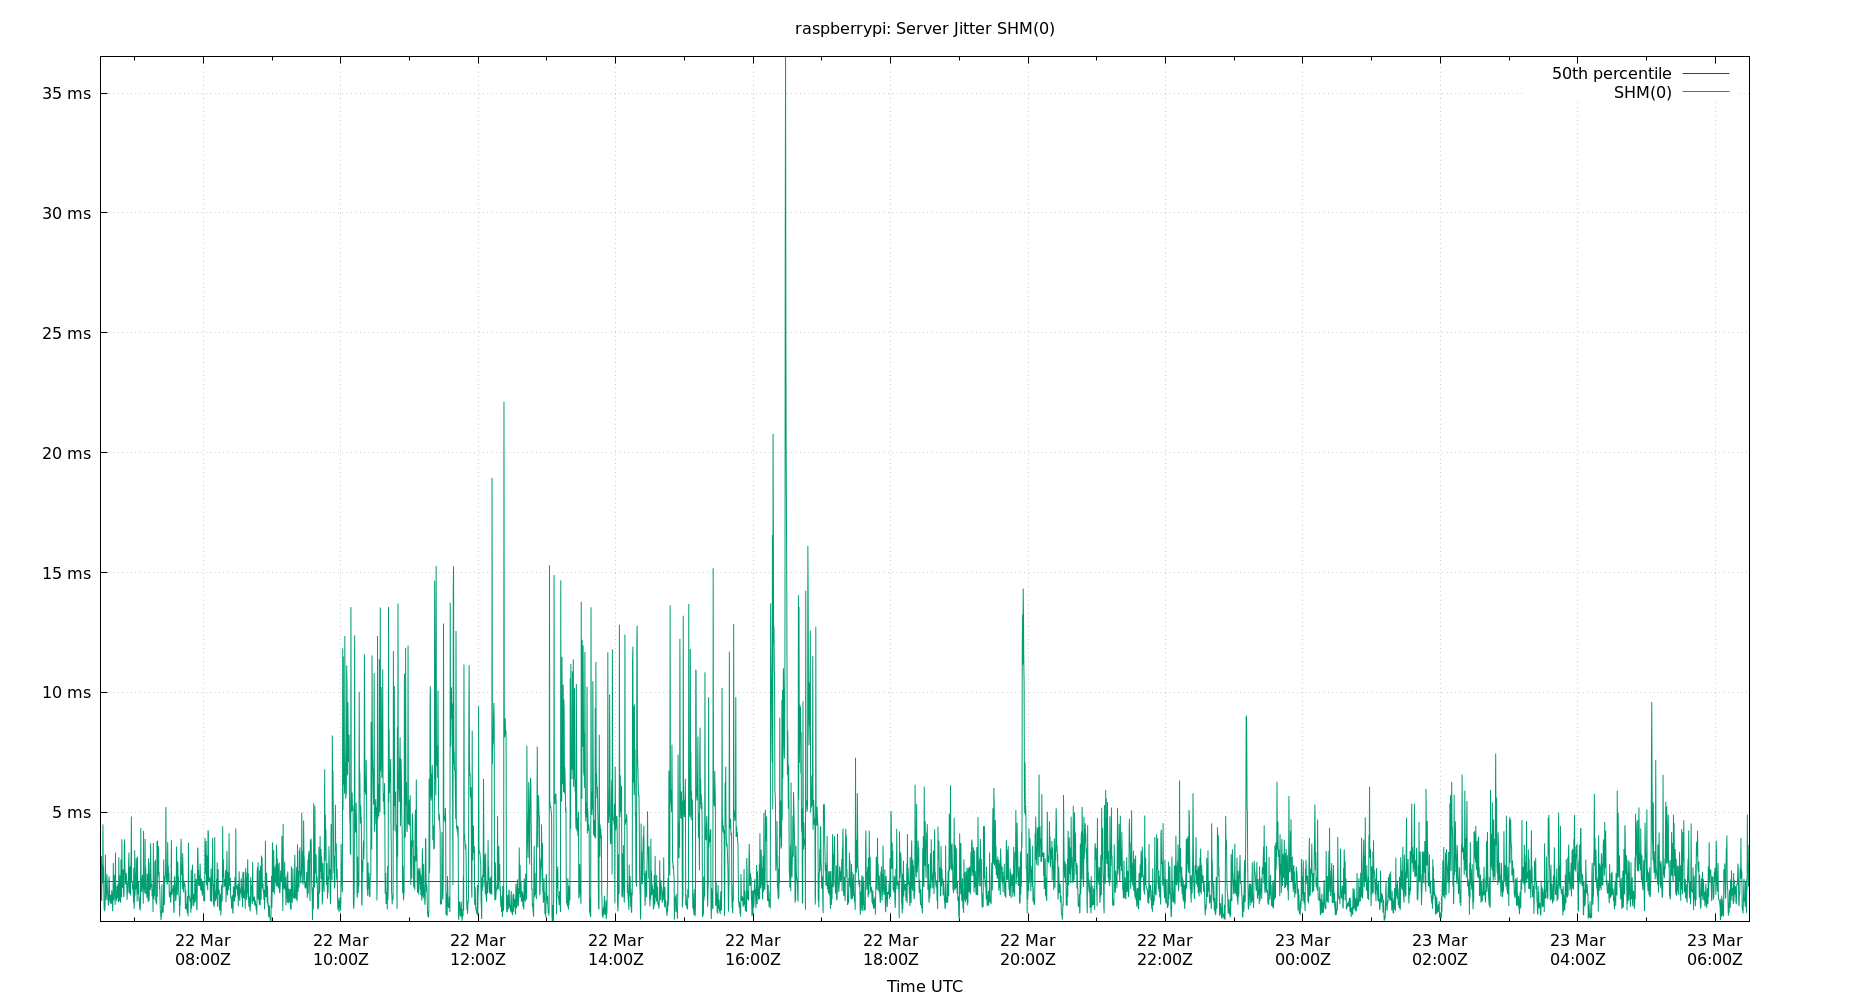 raspberrypi: Server Jitter SHM(0)
50th percentile
SHM(0)
35 ms
30 ms
25 ms
20 ms
15 ms
10 ms
5 ms
22 Mar 22 Mar 22 Mar 22 Mar 22 Mar 22 Mar 22 Mar 22 Mar 23 Mar 23 Mar 23 Mar 23 Mar
08:00Z 10:00Z 12:00Z 14:00Z 16:00Z 18:00Z 20:00Z 22:00Z 00:00Z 02:00Z 04:00Z 06:00Z
Time UTC